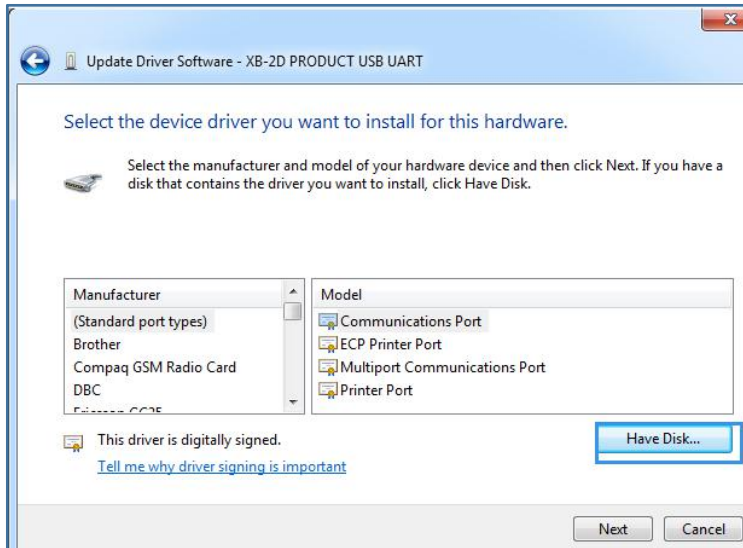 Update Driver Software - XB-2D PRODUCT USB UART
Select the device driver you want to install for this hardware.
Select the manufacturer and model of your hardware device and then click Next. If you have a
disk that contains the driver you want to install, click Have Disk.
Manufacturer
(Standard port types)
Brother
Compaq GSM Radio Card
DBC
Model
Communications Port
ECP Printer Port
Multiport Communications Port
Printer Port
This driver is digitally signed.
Tell me why driver signing is important
Have Disk...
Next
Cancel